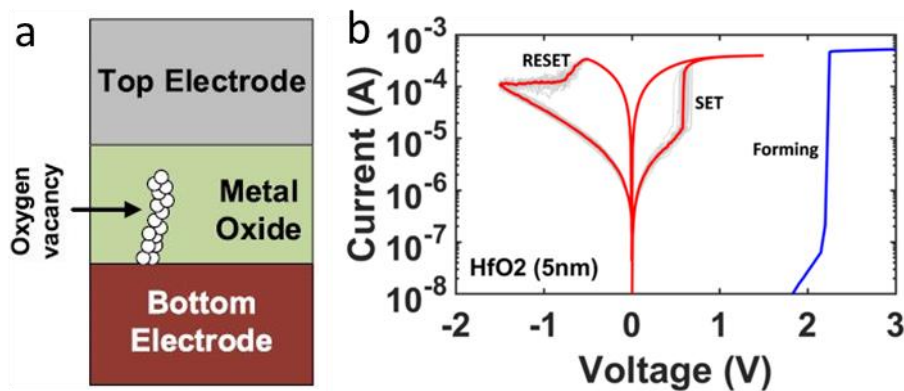 a
Top Electrode
Oxygen
vacancy
Metal
Oxide
Bottom
Electrode
b
Current (A)
10^-3
10^-4
10^-5
10^-6
10^-7
10^-8
RESET
SET
Forming
HfO2 (5nm)
-2 -1 0 1 2 3
Voltage (V)